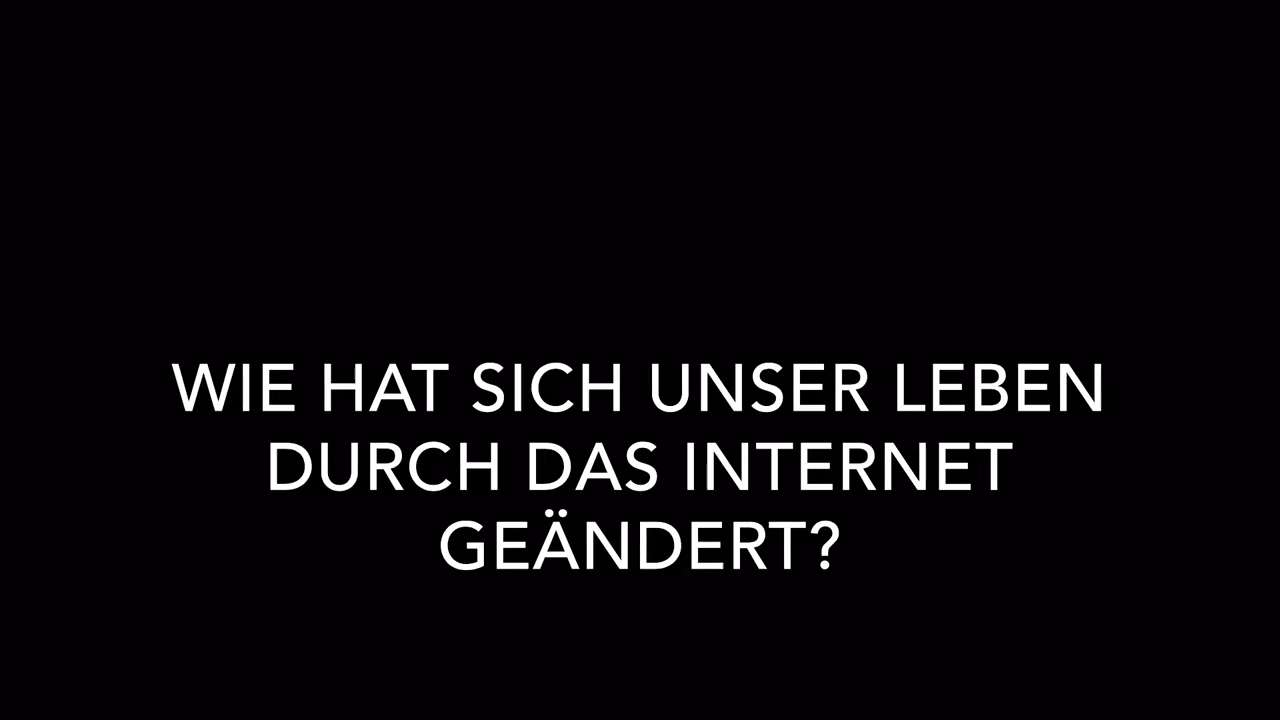 WIE HAT SICH UNSER LEBEN
DURCH DAS INTERNET
GEÄNDERT?